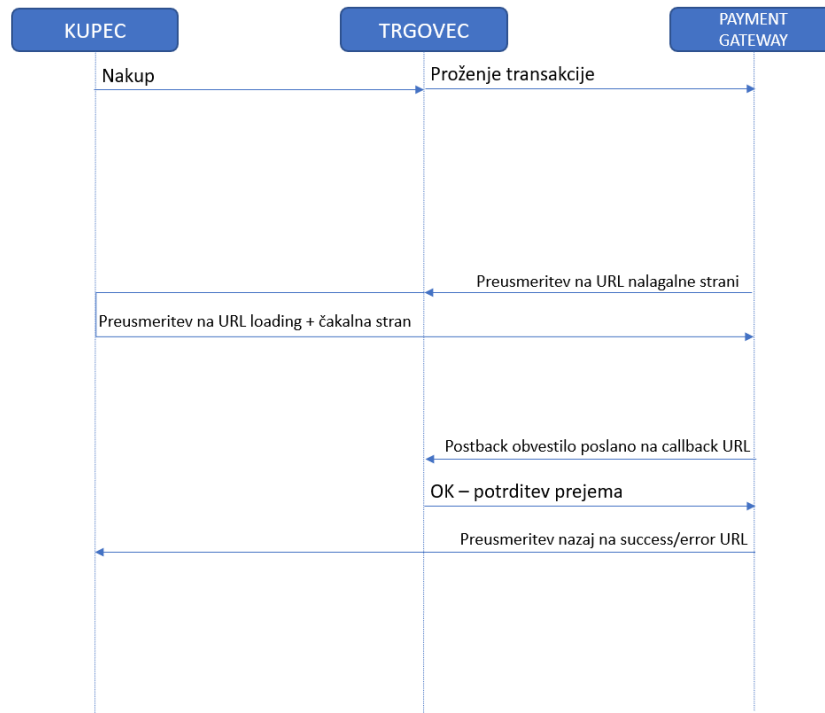 KUPEC
TRGOVEC
PAYMENT
GATEWAY
Nakup
Proženje transakcije
Preusmeritev na URL nalagalne strani
Preusmeritev na URL loading + čakalna stran
Postback obvestilo poslano na callback URL
OK – potrditev prejema
Preusmeritev nazaj na success/error URL